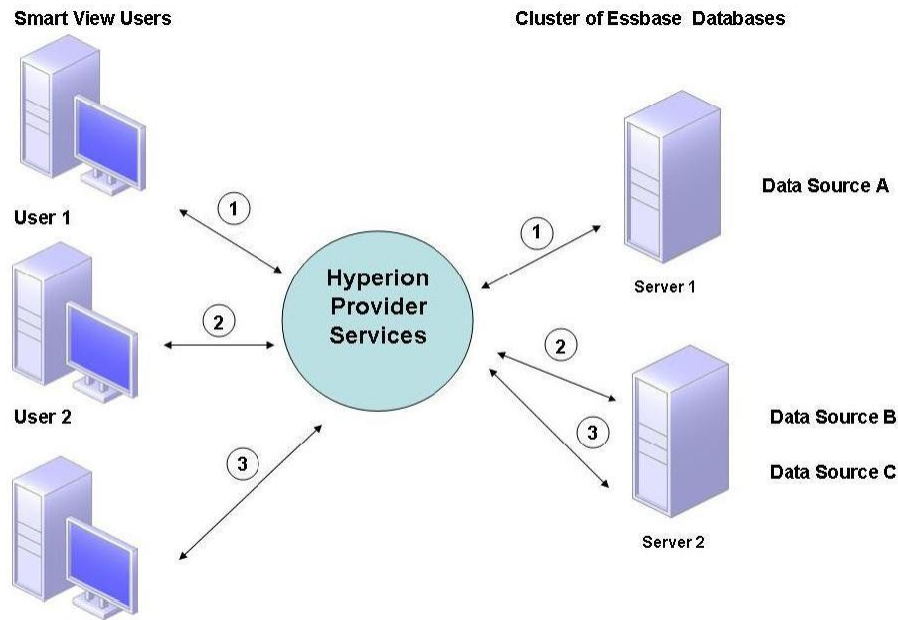 Smart View Users
Cluster of Essbase Databases
1
User 1
1
Data Source A
Server 1
Hyperion
Provider
Services
2
User 2
2
3
3
Data Source B
Data Source C
Server 2